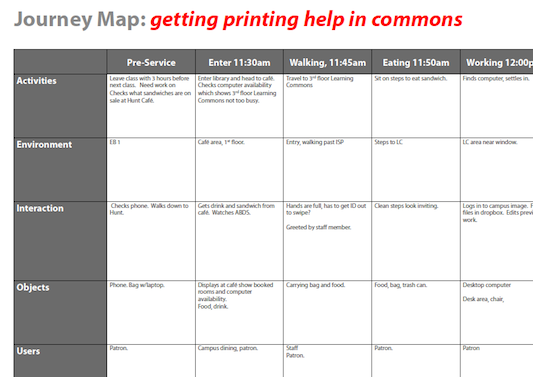 Journey Map: getting printing help in commons
Pre-Service
Enter 11:30am
Walking, 11:45am
Eating 11:50am
Working 12:00p
Activities
Leave class with 3 hours before
next class. Need work on
Checks what sandwiches are on
sale at Hunt Café.
Enter library and head to café.
Checks computer availability
which shows 3rd floor Learning
Commons not too busy.
Travel to 3rd floor Learning
Commons
Sit on steps to eat sandwich.
Finds computer, settles in.
Environment
EB 1
Café area, 1st floor.
Entry, walking past ISP
Steps to LC
LC area near window.
Interaction
Checks phone. Walks down to
Hunt.
Gets drink and sandwich from
café. Watches ABDS.
Hands are full, has to get ID out
to swipe?
Greeted by staff member.
Clean steps look inviting.
Logs in to campus image. F
files in dropbox. Edits previ
work.
Objects
Phone. Bag w/laptop.
Displays at café show booked
rooms and computer
availability.
Food, drink.
Carrying bag and food.
Food, bag, trash can.
Desktop computer
Desk area, chair,
Users
Patron.
Campus dining, patron.
Staff
Patron.
Patron.
Patron